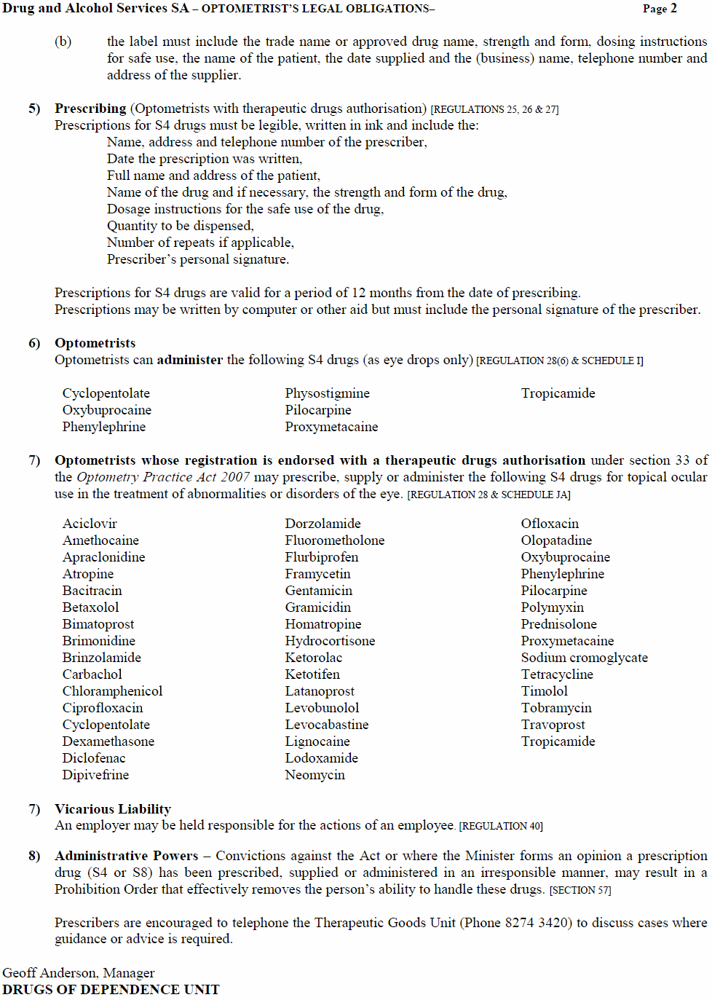 Drug and Alcohol Services SA – OPTOMETRIST'S LEGAL OBLIGATIONS– Page 2
(b) the label must include the trade name or approved drug name, strength and form, dosing instructions
for safe use, the name of the patient, the date supplied and the (business) name, telephone number and
address of the supplier.
5) Prescribing (Optometrists with therapeutic drugs authorisation) [REGULATIONS 25, 26 & 27]
Prescriptions for S4 drugs must be legible, written in ink and include the:
Name, address and telephone number of the prescriber,
Date the prescription was written,
Full name and address of the patient,
Name of the drug and if necessary, the strength and form of the drug,
Dosage instructions for the safe use of the drug,
Quantity to be dispensed,
Number of repeats if applicable,
Prescriber's personal signature.
Prescriptions for S4 drugs are valid for a period of 12 months from the date of prescribing.
Prescriptions may be written by computer or other aid but must include the personal signature of the prescriber.
6) Optometrists
Optometrists can administer the following S4 drugs (as eye drops only) [REGULATION 28(6) & SCHEDULE I]
Cyclopentolate Physostigmine Tropicamide
Oxybuprocaine Pilocarpine
Phenylephrine Proxymetacaine
7) Optometrists whose registration is endorsed with a therapeutic drugs authorisation under section 33 of
the Optometry Practice Act 2007 may prescribe, supply or administer the following S4 drugs for topical ocular
use in the treatment of abnormalities or disorders of the eye. [REGULATION 28 & SCHEDULE JA]
Aciclovir Dorzolamide Ofloxacin
Amethocaine Fluorometholone Olopatadine
Apraclonidine Flurbiprofen Oxybuprocaine
Atropine Framycetin Phenylephrine
Bacitracin Gentamicin Pilocarpine
Betaxolol Gramicidin Polymyxin
Bimatoprost Homatropine Prednisolone
Brimonidine Hydrocortisone Proxymetacaine
Brinzolamide Ketorolac Sodium cromoglycate
Carbachol Ketotifen Tetracycline
Chloramphenicol Latanoprost Timolol
Ciprofloxacin Levobunolol Tobramycin
Cyclopentolate Levocabastine Travoprost
Dexamethasone Lignocaine Tropicamide
Diclofenac Lodoxamide
Dipivefrine Neomycin
7) Vicarious Liability
An employer may be held responsible for the actions of an employee. [REGULATION 40]
8) Administrative Powers – Convictions against the Act or where the Minister forms an opinion a prescription
drug (S4 or S8) has been prescribed, supplied or administered in an irresponsible manner, may result in a
Prohibition Order that effectively removes the person's ability to handle these drugs. [SECTION 57]
Prescribers are encouraged to telephone the Therapeutic Goods Unit (Phone 8274 3420) to discuss cases where
guidance or advice is required.
Geoff Anderson, Manager
DRUGS OF DEPENDENCE UNIT